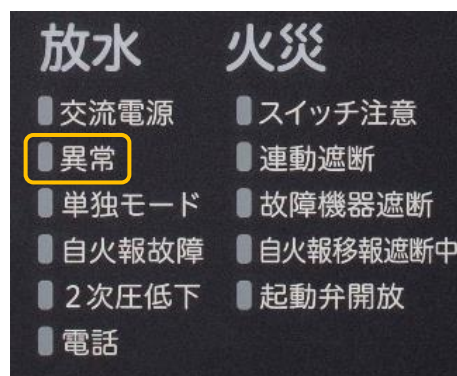 放水 火災
交流電源 スイッチ注意
異常 連動遮断
単独モード 故障機器遮断
自火報故障 自火報移報遮断中
2次圧低下 起動弁開放
電話